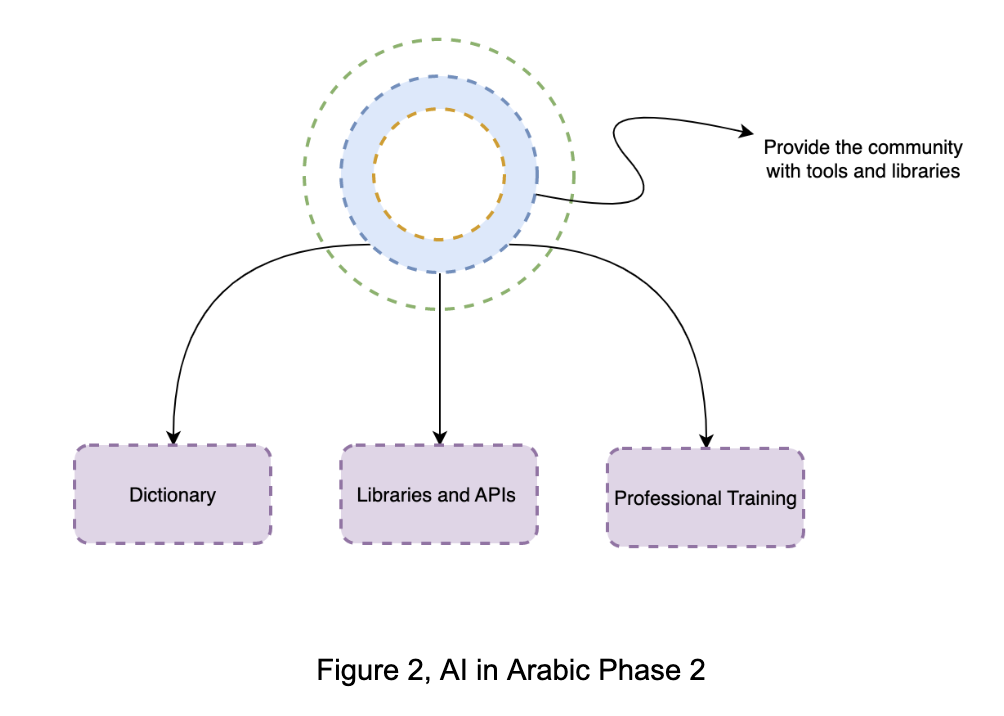 Provide the community
with tools and libraries
Dictionary
Libraries and APIs
Professional Training
Figure 2, AI in Arabic Phase 2